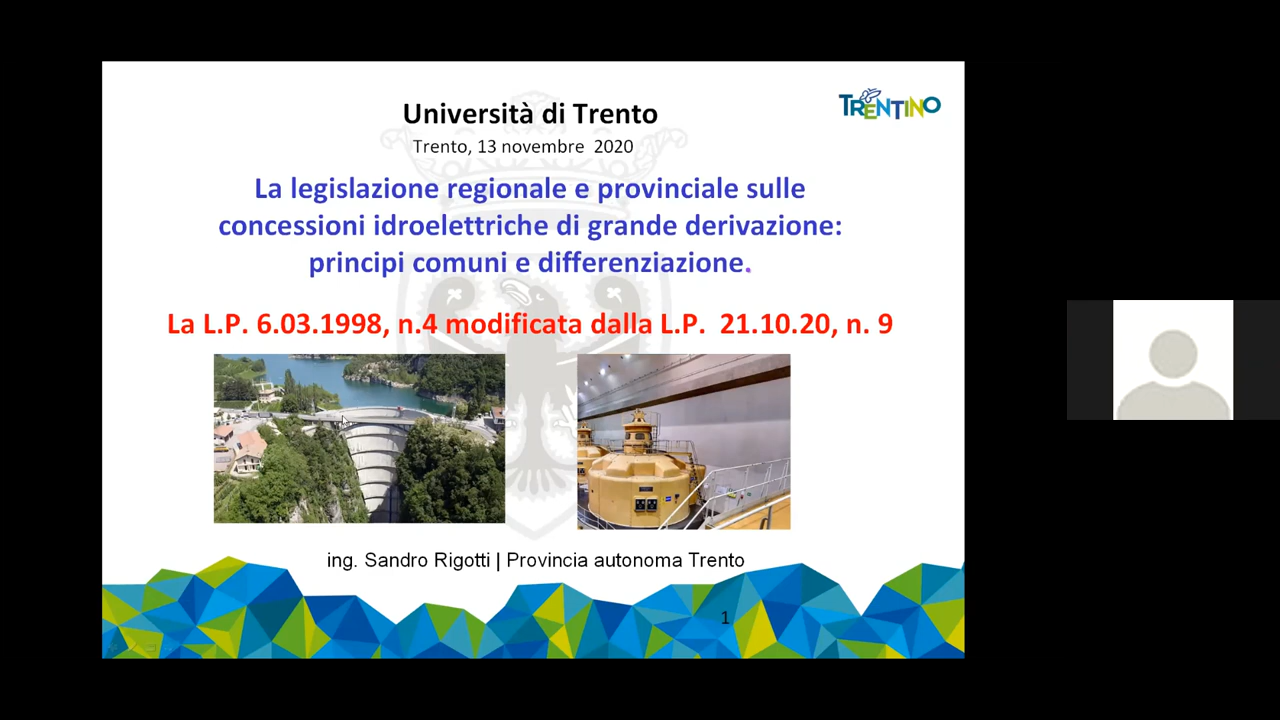 Università di Trento
TRENTINO
Trento, 13 novembre 2020
La legislazione regionale e provinciale sulle
concessioni idroelettriche di grande derivazione:
principi comuni e differenziazione.
La L.P. 6.03.1998, n.4 modificata dalla L.P. 21.10.20, n. 9
ing. Sandro Rigotti | Provincia autonoma Trento
1